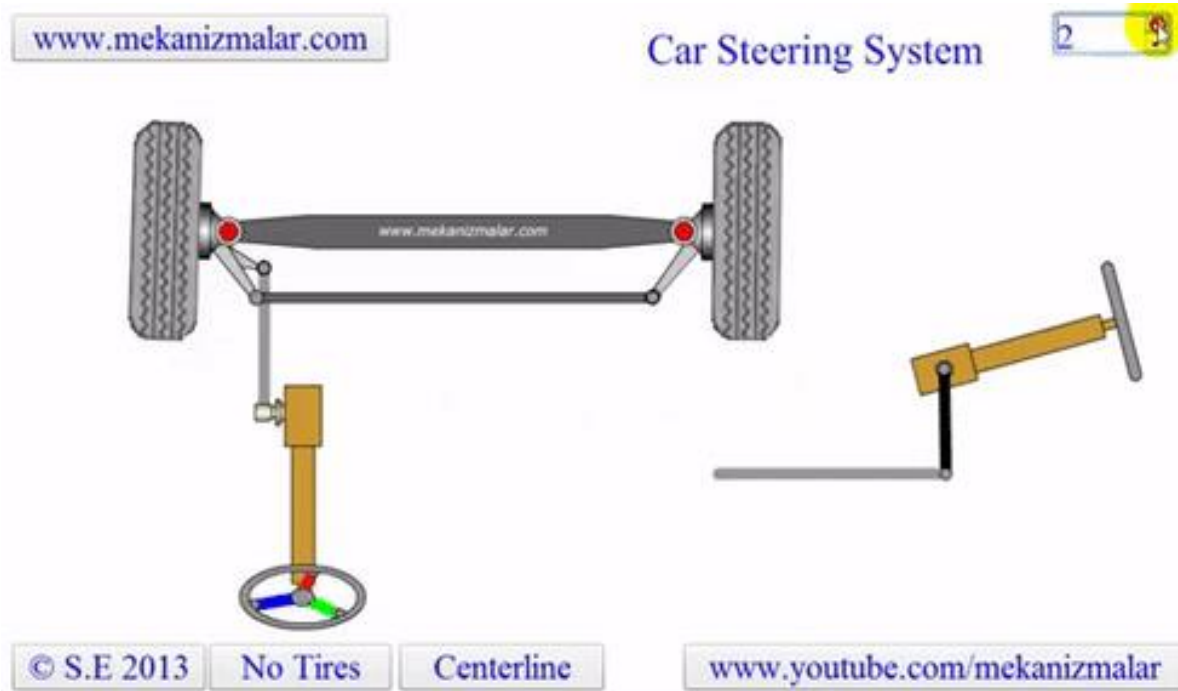 www.mekanizmalar.com
Car Steering System
2
www.mekanizmalar.com
© S.E 2013
No Tires
Centerline
www.youtube.com/mekanizmalar